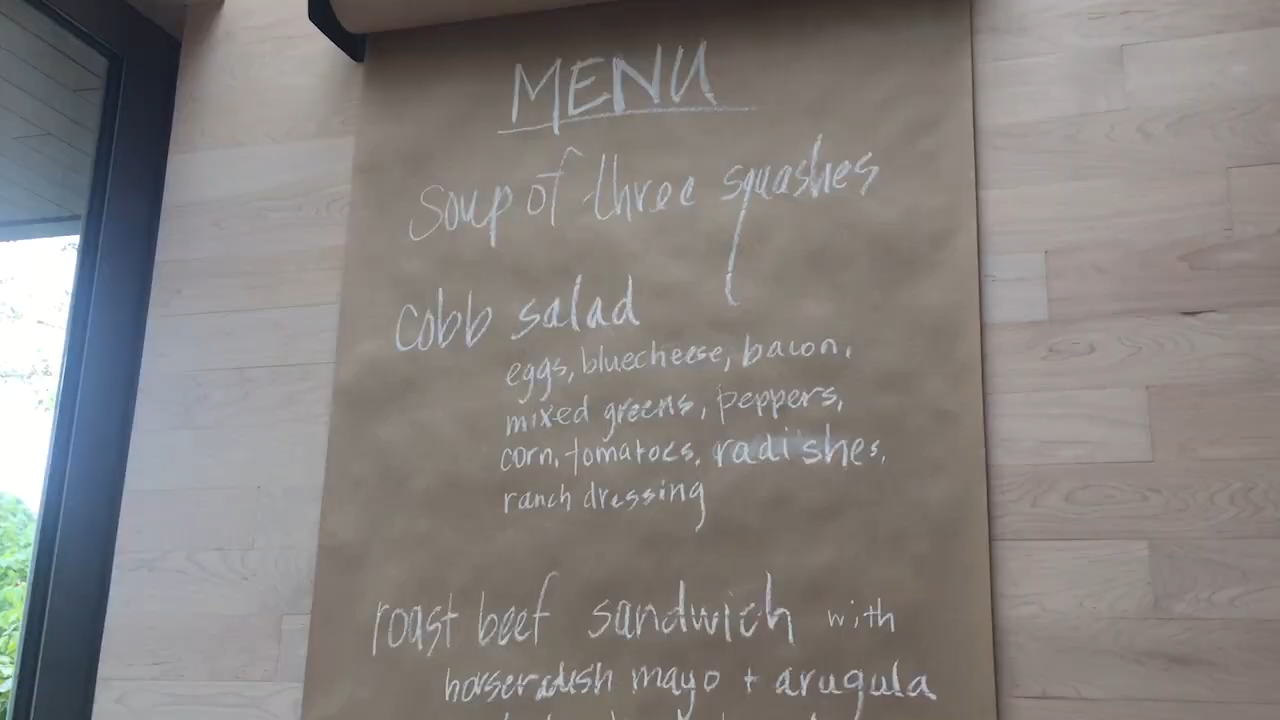 MENU
Soup of three squashes
cobb salad
eggs, bluecheese, bacon,
mixed greens, peppers,
corn, tomatoes, radishes,
ranch dressing
roast beef sandwich with
horseradish mayo + arugula